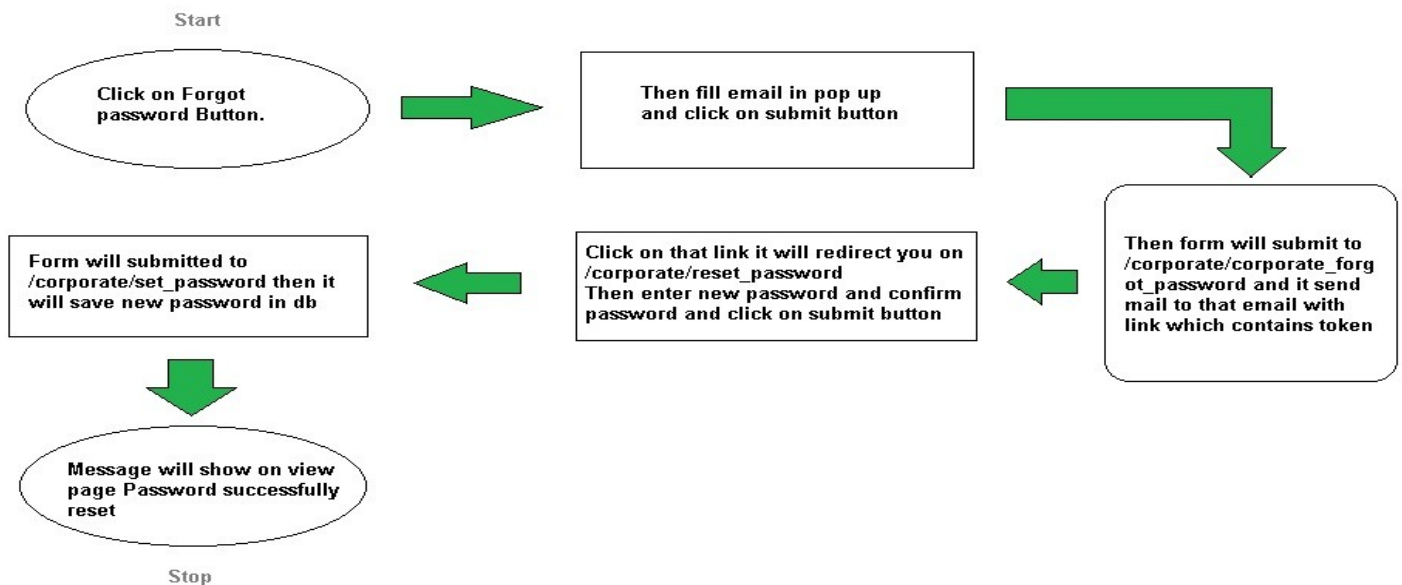 Start
Click on Forgot
password Button.
Then fill email in pop up
and click on submit button
Then form will submit to
/corporate/corporate_forg
ot_password and it send
mail to that email with
link which contains token
Click on that link it will redirect you on
/corporate/reset_password
Then enter new password and confirm
password and click on submit button
Form will submitted to
/corporate/set_password then it
will save new password in db
Message will show on view
page Password successfully
reset
Stop